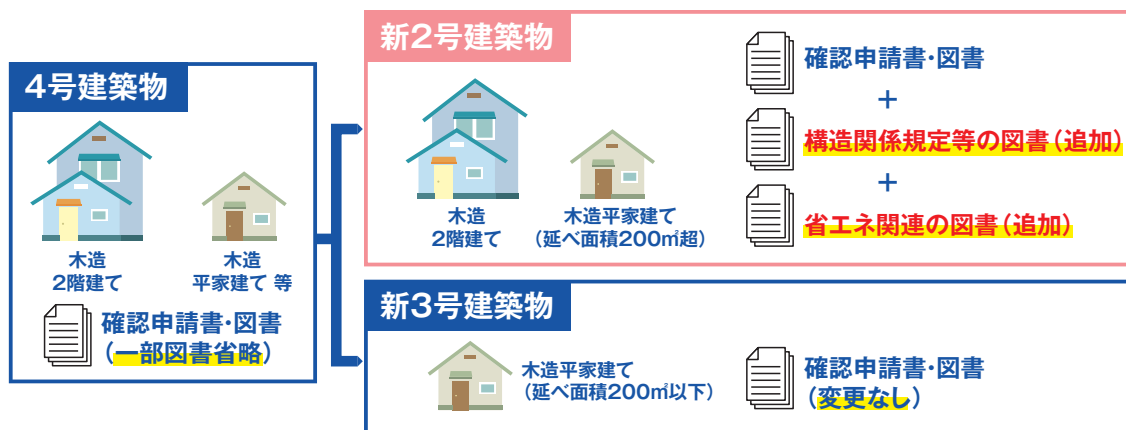 4号建築物
木造
2階建て
木造
平家建て 等
確認申請書・図書
（一部図書省略）
新2号建築物
木造
2階建て
木造平家建て
（延べ面積200㎡超）
確認申請書・図書
+
構造関係規定等の図書（追加）
+
省エネ関連の図書（追加）
新3号建築物
木造平家建て
（延べ面積200㎡以下）
確認申請書・図書
（変更なし）